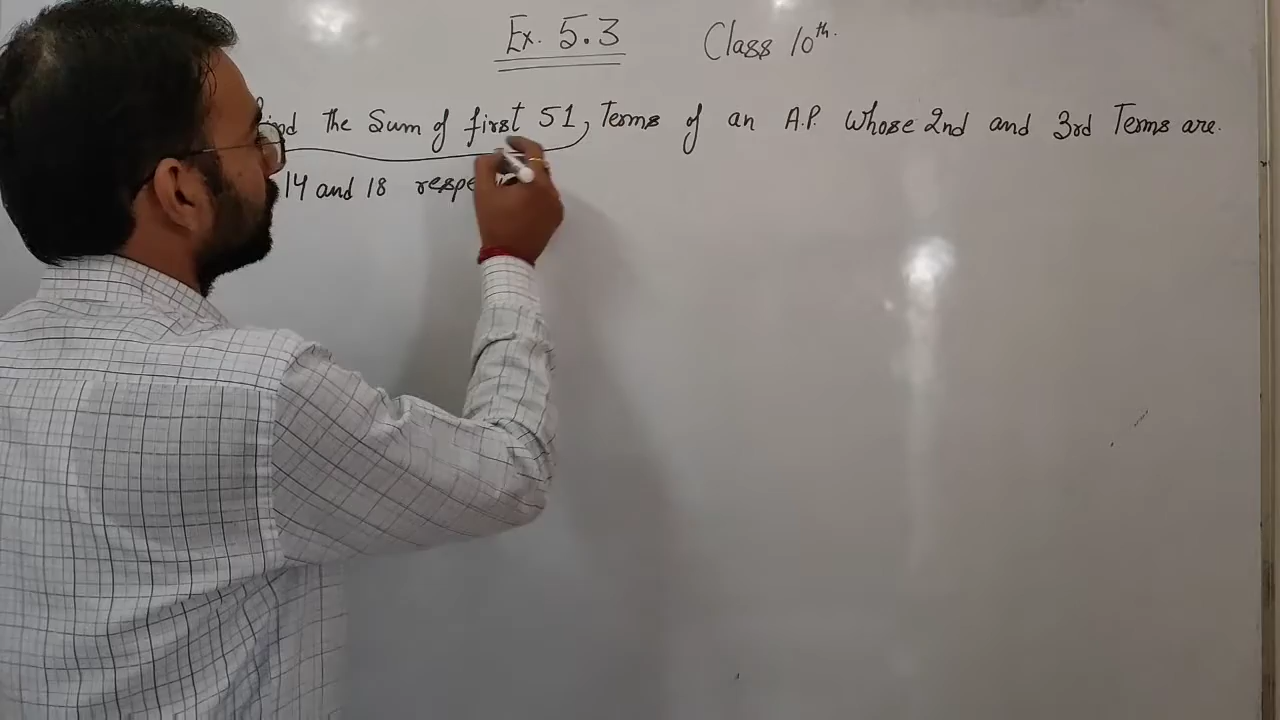 Ex. 5.3
Class 10th.
the Sum of first 51, Terms of an A.P. Whose 2nd and 3rd Terms are.
14 and 18